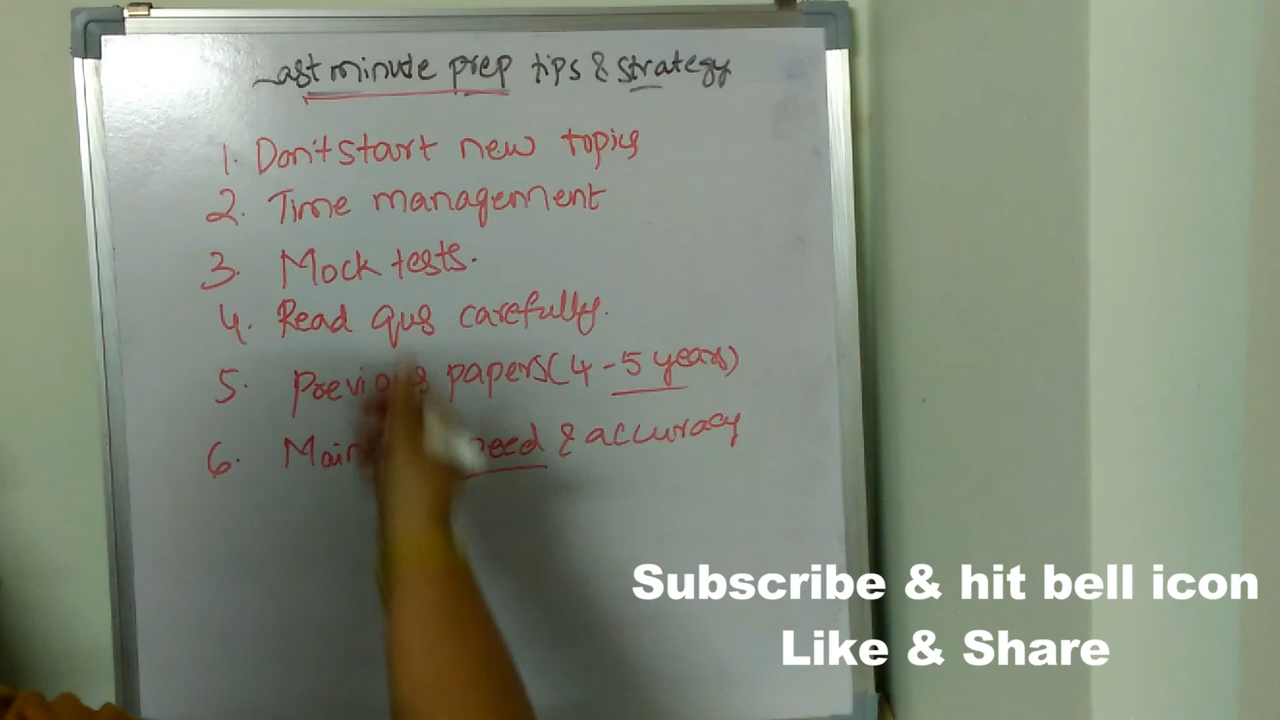 Last minute prep tips & strategy
1. Don't start new topics
2. Time management
3. Mock tests.
4. Read qus carefully.
5. papers (4-5 years)
6. & accuracy
Subscribe & hit bell icon
Like & Share